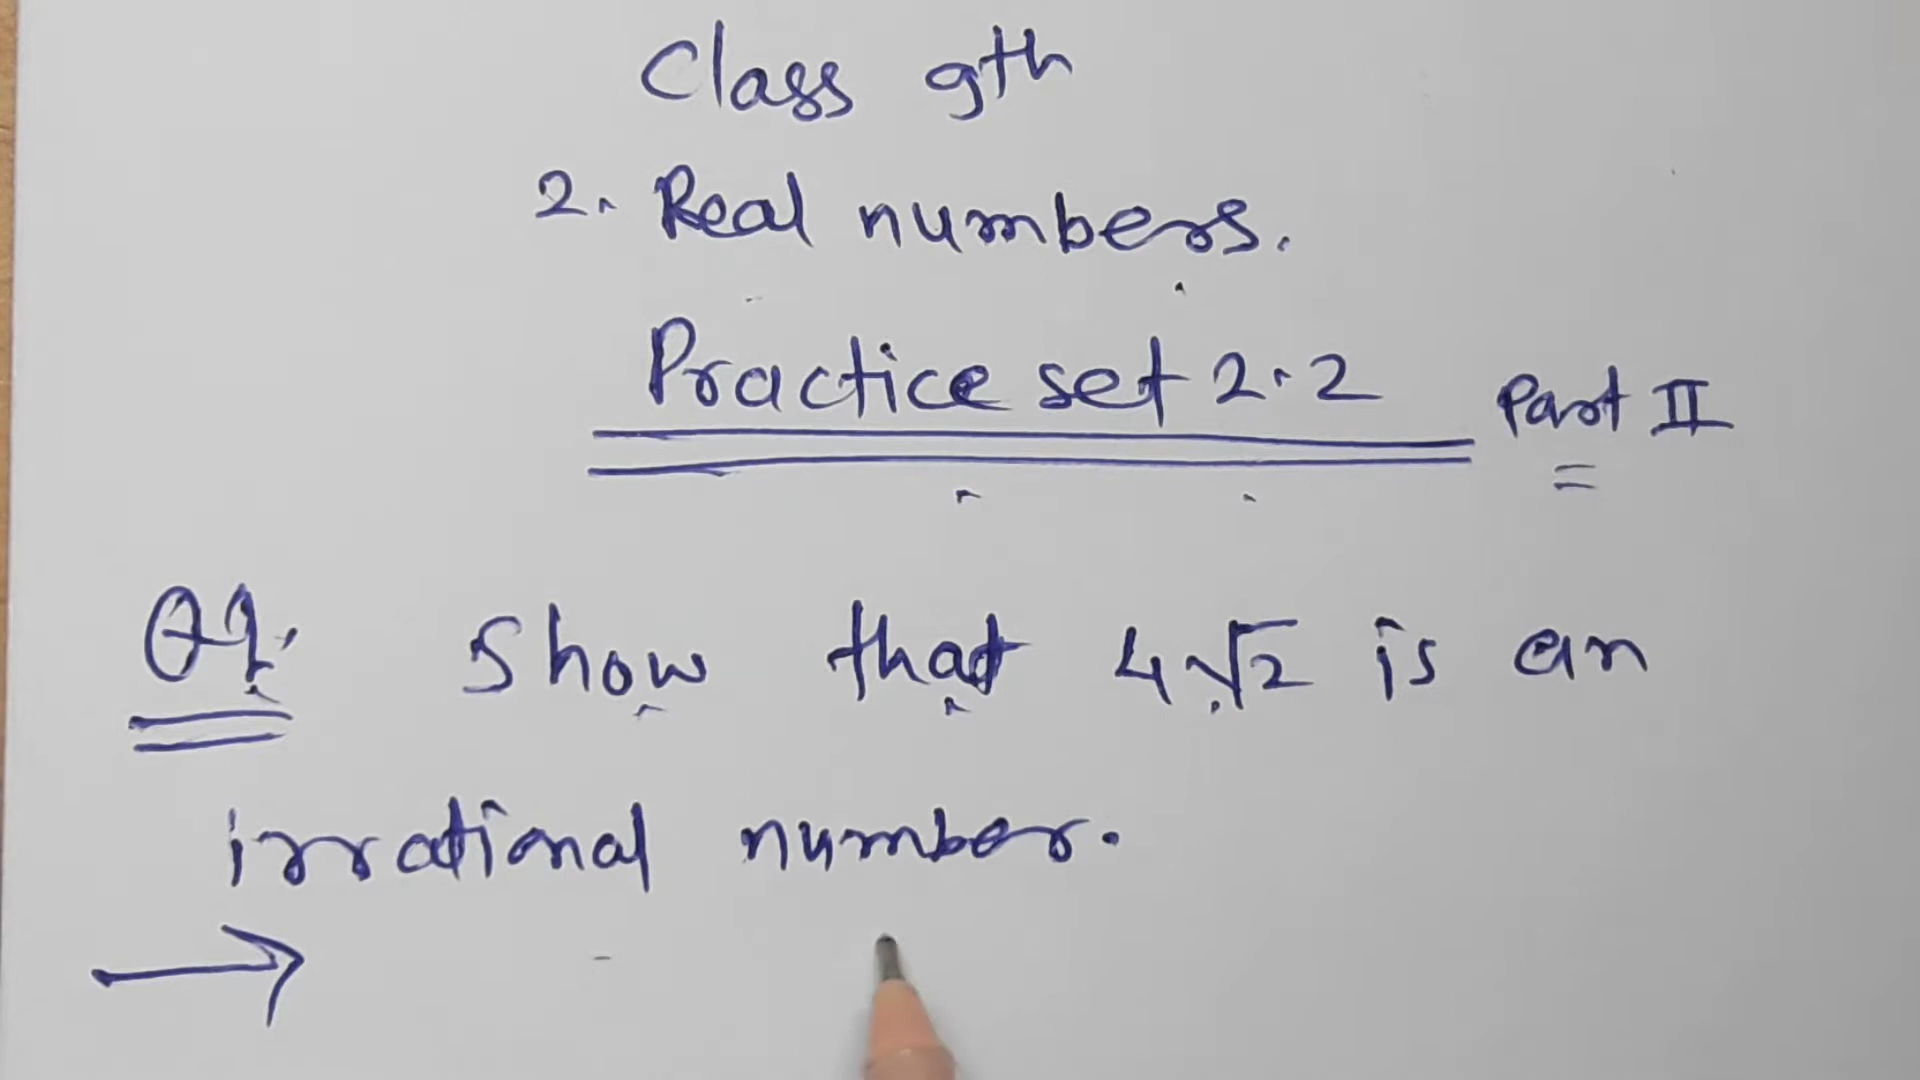 Class 9th
2. Real numbers.
Practice set 2.2 Part II
Q1. Show that 4√2 is an
irrational number.
→